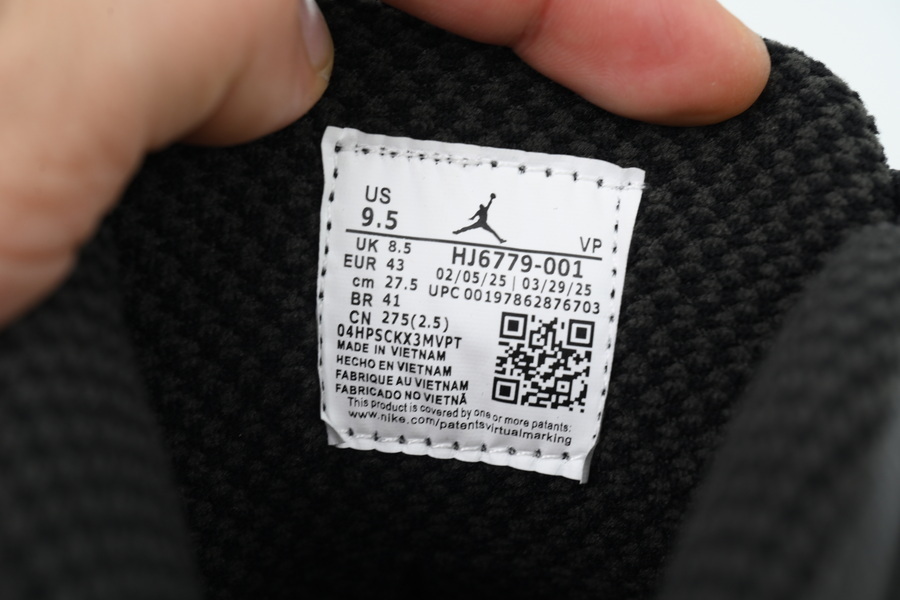 US
9.5
VP
UK 8.5
HJ6779-001
EUR 43
02/05/25 | 03/29/25
cm 27.5
UPC 00197862876703
BR 41
CN 275(2.5)
04HPSCKX3MVPT
MADE IN VIETNAM
HECHO EN VIETNAM
FABRIQUE AU VIETNAM
FABRICADO NO VIETNÃ
This product is covered by one or more patents:
www.nike.com/patentsvirtualmarking